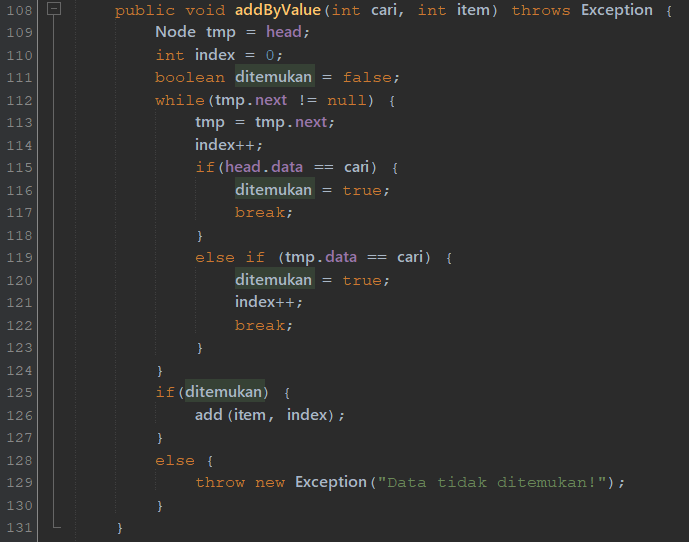 108 public void addByValue(int cari, int item) throws Exception {
109 Node tmp = head;
110 int index = 0;
111 boolean ditemukan = false;
112 while(tmp.next != null) {
113 tmp = tmp.next;
114 index++;
115 if(head.data == cari) {
116 ditemukan = true;
117 break;
118 }
119 else if (tmp.data == cari) {
120 ditemukan = true;
121 index++;
122 break;
123 }
124 }
125 if(ditemukan) {
126 add(item, index);
127 }
128 else {
129 throw new Exception("Data tidak ditemukan!");
130 }
131 }